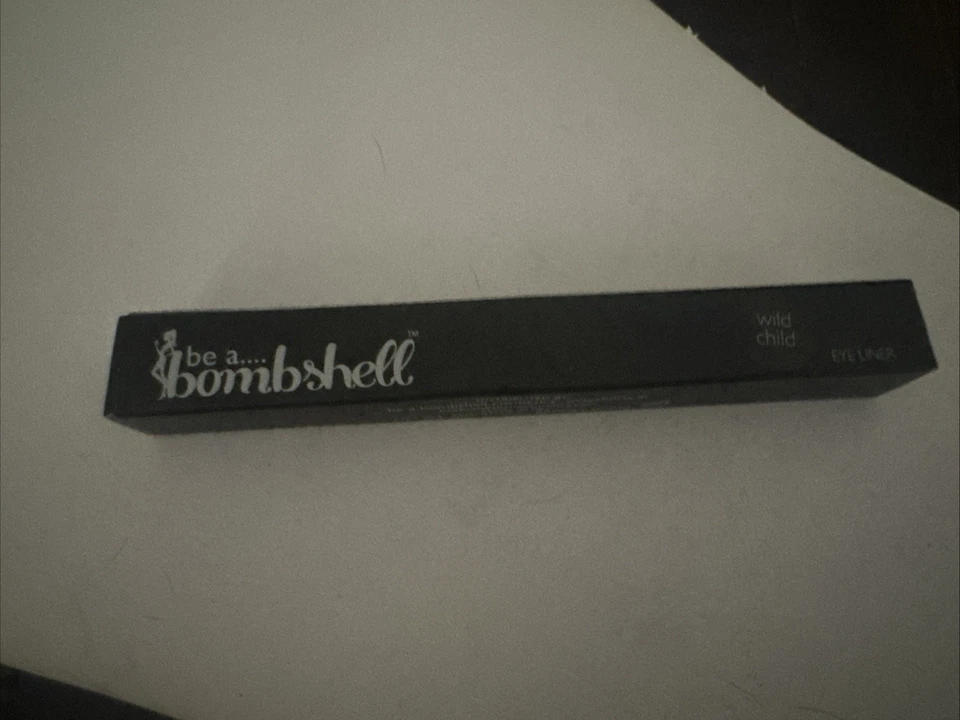 be a....
bombshell™
wild
child
EYE LINER